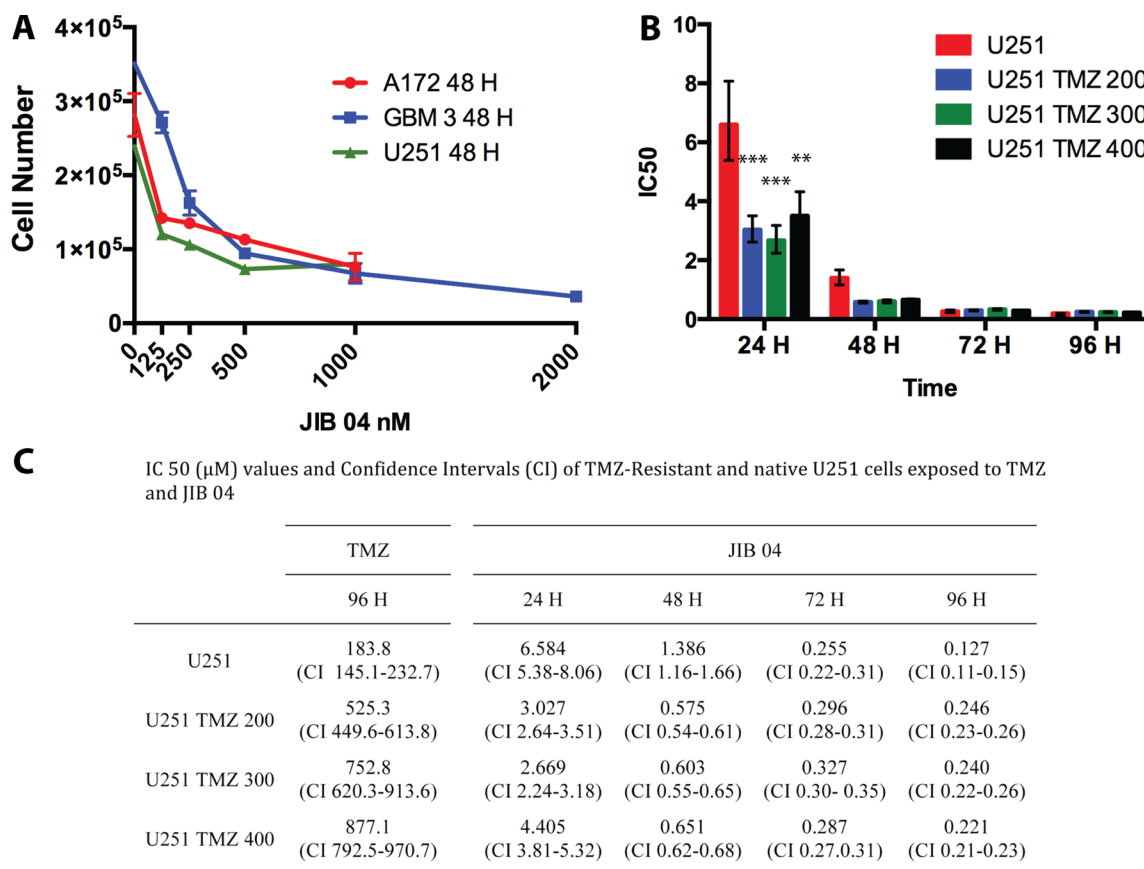 A
4×10⁵
3×10⁵
2×10⁵
1×10⁵
0
Cell Number
A172 48 H
GBM 3 48 H
U251 48 H
0 125 250 500 1000 2000
JIB 04 nM
B
10
8
6
4
2
0
IC50
U251
U251 TMZ 200
U251 TMZ 300
U251 TMZ 400
*** *** **
24 H 48 H 72 H 96 H
Time
C
IC 50 (µM) values and Confidence Intervals (CI) of TMZ-Resistant and native U251 cells exposed to TMZ
and JIB 04
TMZ JIB 04
96 H 24 H 48 H 72 H 96 H
U251 183.8 6.584 1.386 0.255 0.127
(CI 145.1-232.7) (CI 5.38-8.06) (CI 1.16-1.66) (CI 0.22-0.31) (CI 0.11-0.15)
U251 TMZ 200 525.3 3.027 0.575 0.296 0.246
(CI 449.6-613.8) (CI 2.64-3.51) (CI 0.54-0.61) (CI 0.28-0.31) (CI 0.23-0.26)
U251 TMZ 300 752.8 2.669 0.603 0.327 0.240
(CI 620.3-913.6) (CI 2.24-3.18) (CI 0.55-0.65) (CI 0.30- 0.35) (CI 0.22-0.26)
U251 TMZ 400 877.1 4.405 0.651 0.287 0.221
(CI 792.5-970.7) (CI 3.81-5.32) (CI 0.62-0.68) (CI 0.27.0.31) (CI 0.21-0.23)